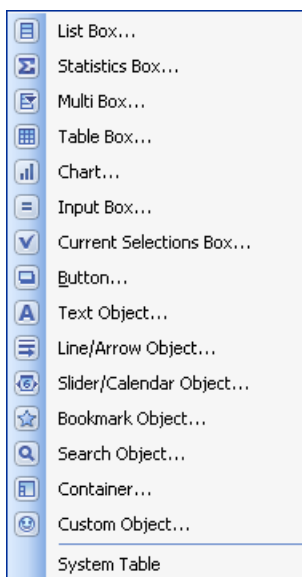 List Box...
Statistics Box...
Multi Box...
Table Box...
Chart...
Input Box...
Current Selections Box...
Button...
Text Object...
Line/Arrow Object...
Slider/Calendar Object...
Bookmark Object...
Search Object...
Container...
Custom Object...
System Table